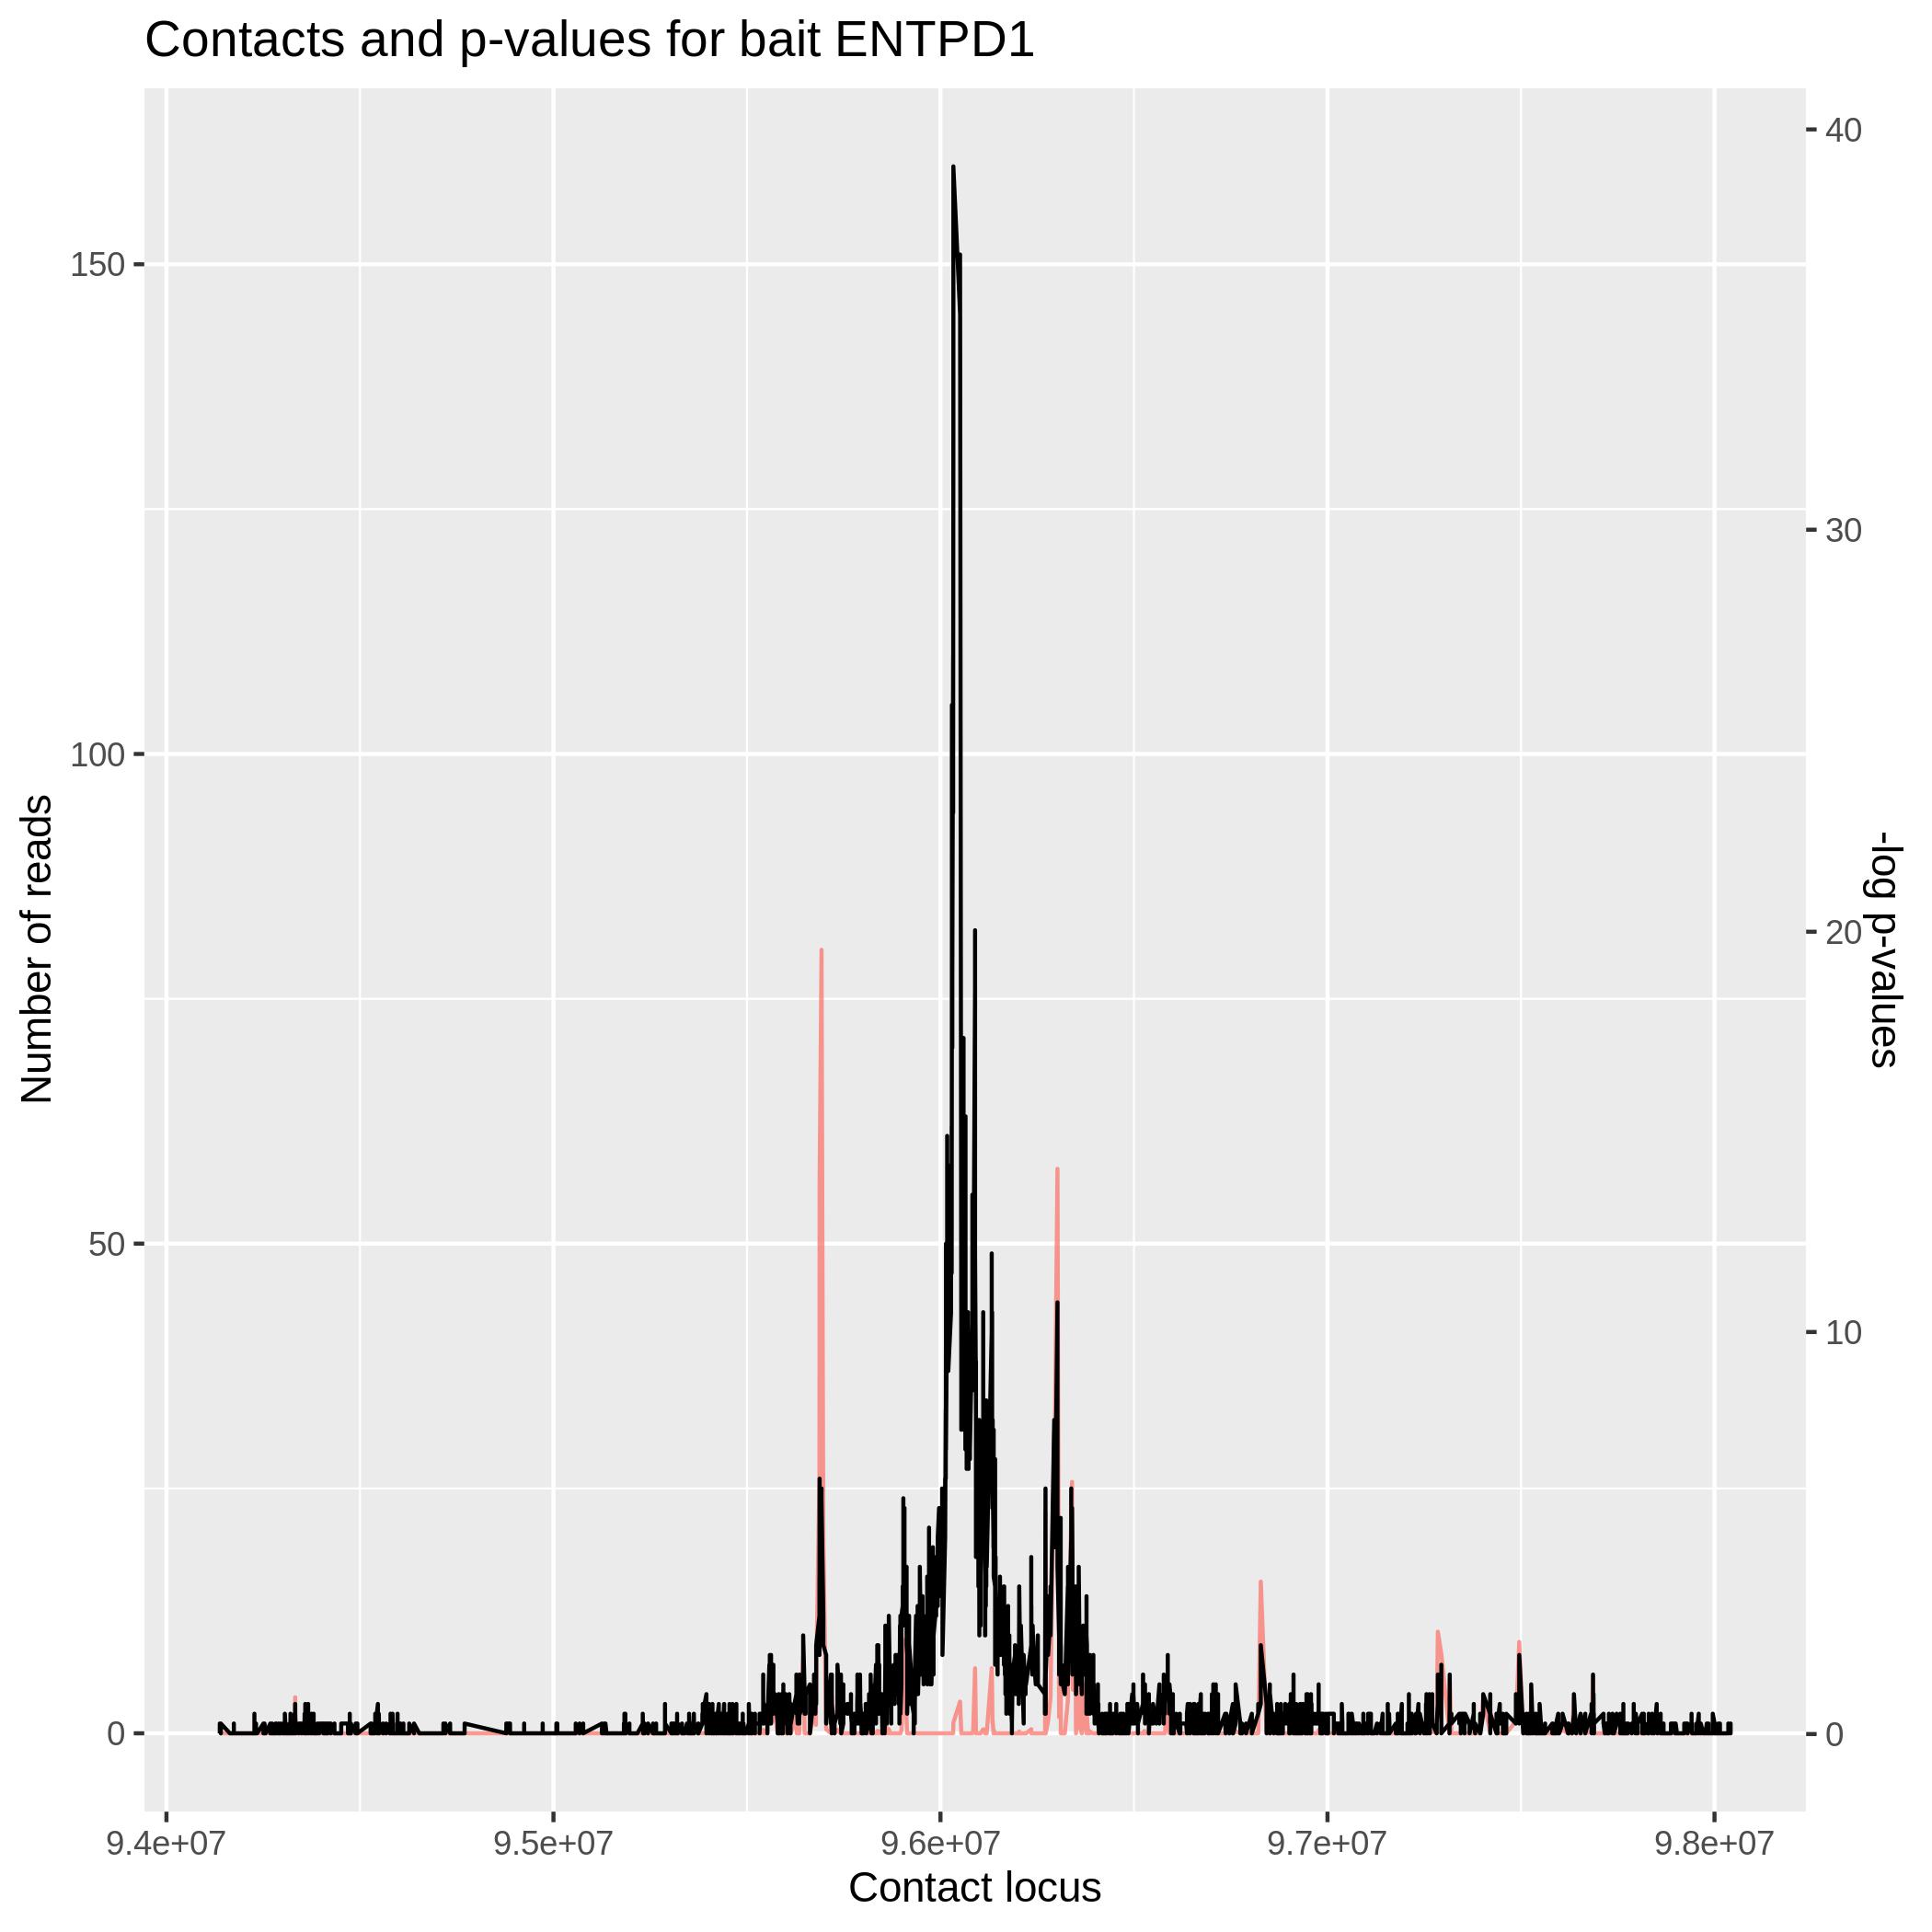 Contacts and p-values for bait ENTPD1
Number of reads
150
100
50
0
40
30
20
10
0
-log p-values
9.4e+07 9.5e+07 9.6e+07 9.7e+07 9.8e+07
Contact locus